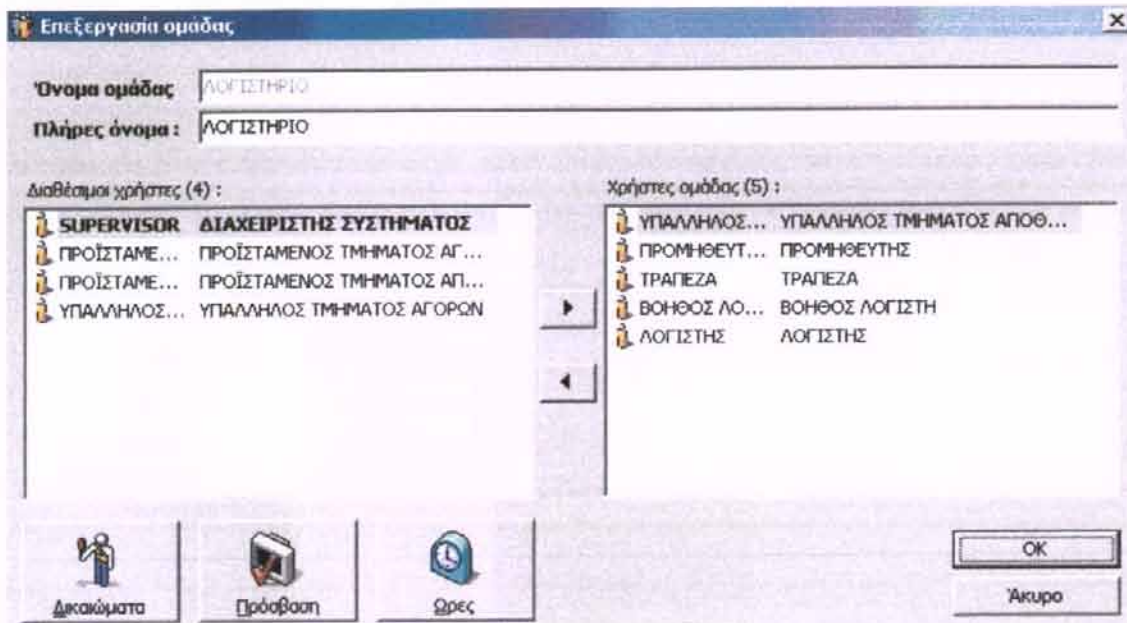 Επεξεργασία ομάδας
Όνομα ομάδας ΛΟΓΙΣΤΗΡΙΟ
Πλήρες όνομα : ΛΟΓΙΣΤΗΡΙΟ
Διαθέσιμοι χρήστες (4) :
SUPERVISOR ΔΙΑΧΕΙΡΙΣΤΗΣ ΣΥΣΤΗΜΑΤΟΣ
ΠΡΟΪΣΤΑΜΕ... ΠΡΟΪΣΤΑΜΕΝΟΣ ΤΜΗΜΑΤΟΣ ΑΓ...
ΠΡΟΪΣΤΑΜΕ... ΠΡΟΪΣΤΑΜΕΝΟΣ ΤΜΗΜΑΤΟΣ ΑΠ...
ΥΠΑΛΛΗΛΟΣ... ΥΠΑΛΛΗΛΟΣ ΤΜΗΜΑΤΟΣ ΑΓΟΡΩΝ
Χρήστες ομάδας (5) :
ΥΠΑΛΛΗΛΟΣ... ΥΠΑΛΛΗΛΟΣ ΤΜΗΜΑΤΟΣ ΑΠΟΘ...
ΠΡΟΜΗΘΕΥΤ... ΠΡΟΜΗΘΕΥΤΗΣ
ΤΡΑΠΕΖΑ ΤΡΑΠΕΖΑ
ΒΟΗΘΟΣ ΛΟ... ΒΟΗΘΟΣ ΛΟΓΙΣΤΗ
ΛΟΓΙΣΤΗΣ ΛΟΓΙΣΤΗΣ
Δικαιώματα
Πρόσβαση
Ωρες
OK
Άκυρο